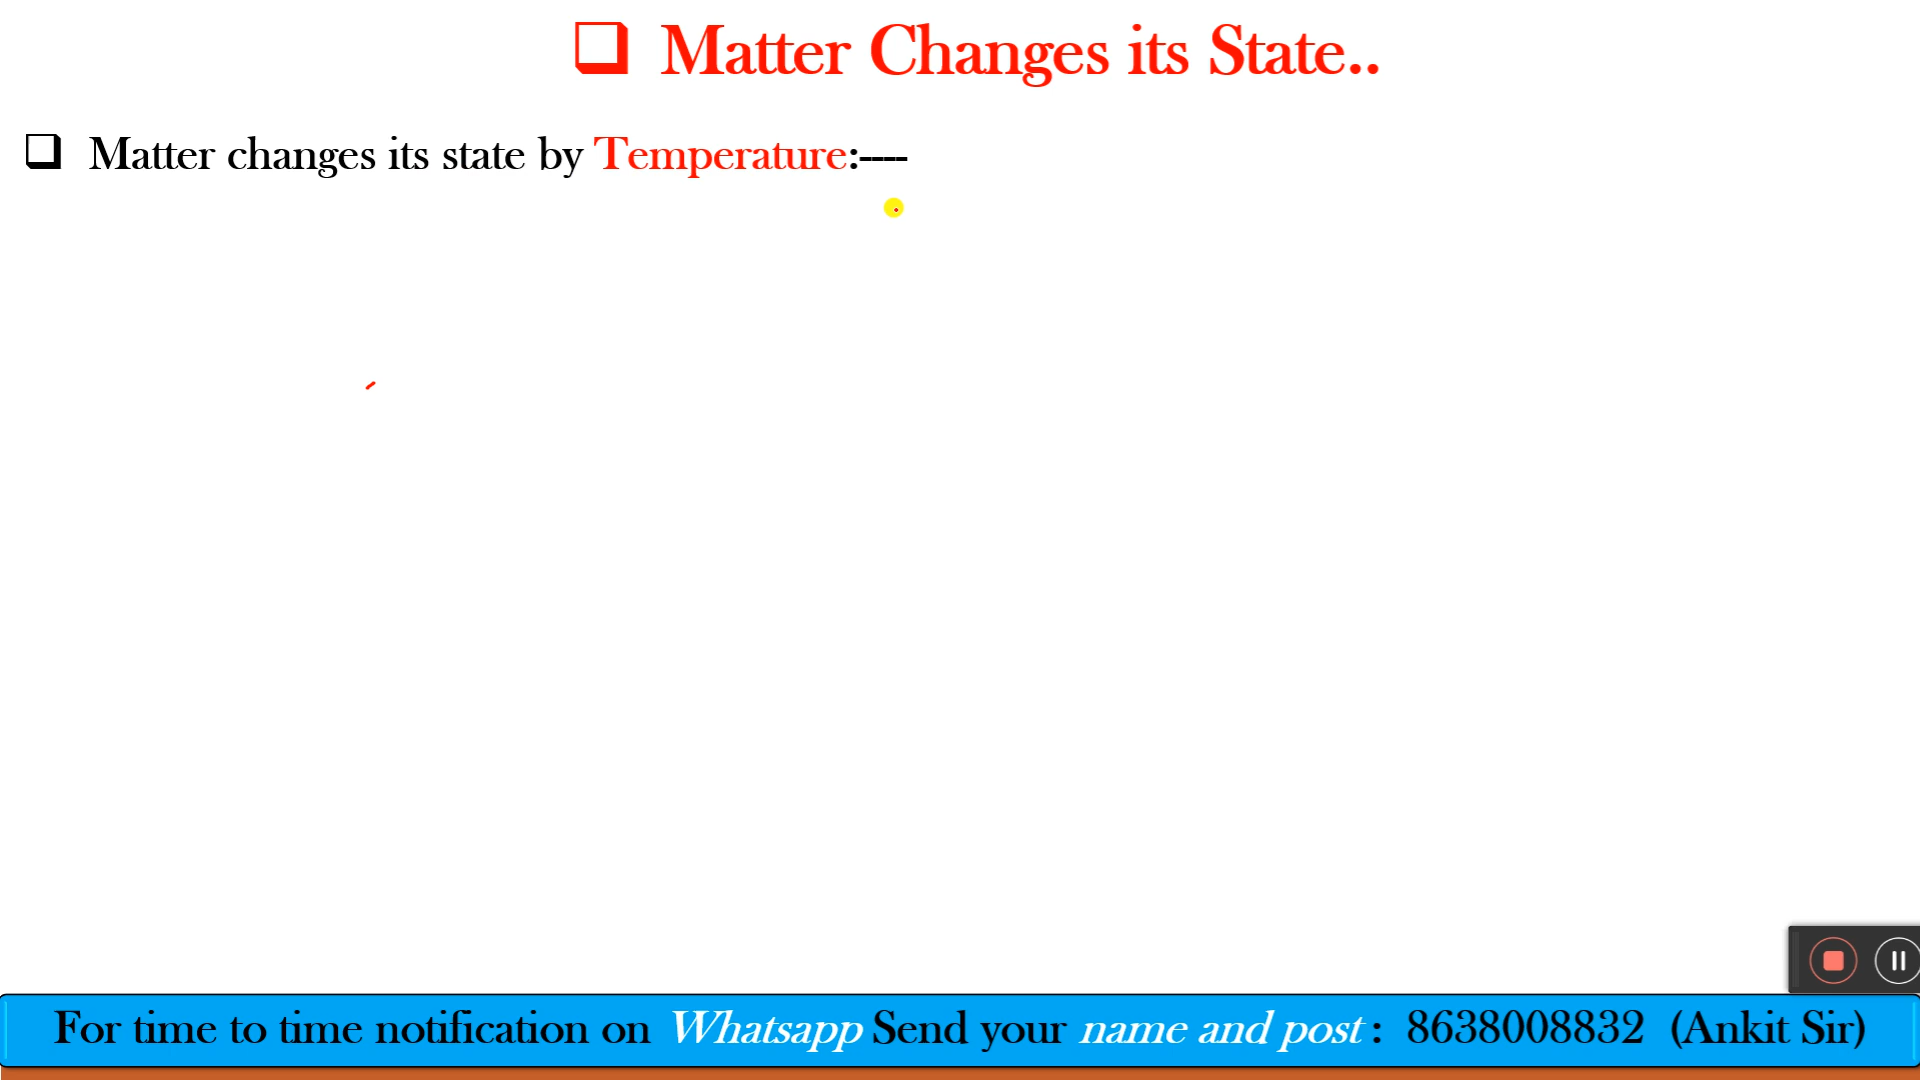 Matter Changes its State..
Matter changes its state by Temperature:----
For time to time notification on Whatsapp Send your name and post : 8638008832 (Ankit Sir)